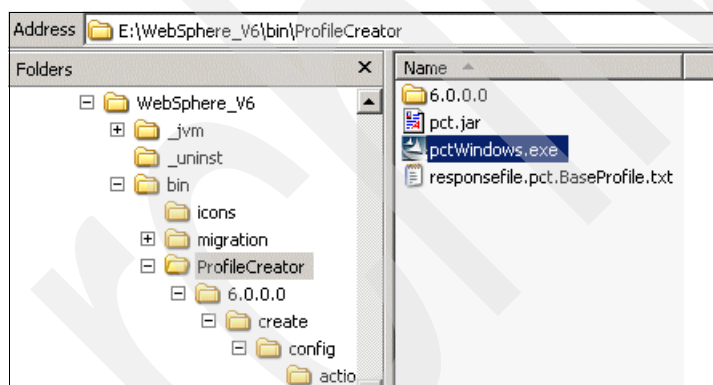 Address E:\WebSphere_V6\bin\ProfileCreator
Folders
WebSphere_V6
_jvm
_uninst
bin
icons
migration
ProfileCreator
6.0.0.0
create
config
actio
Name
6.0.0.0
pct.jar
pctWindows.exe
responsefile.pct.BaseProfile.txt